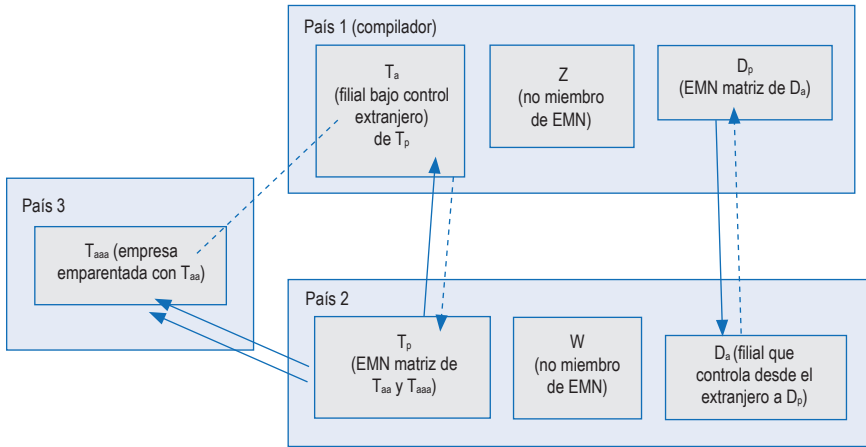 País 1 (compilador)
Ta
(filial bajo control
extranjero)
de Tp
Z
(no miembro
de EMN)
Dp
(EMN matriz de Da)
País 3
Taaa (empresa
emparentada con Taa)
País 2
Tp
(EMN matriz de
Taa y Taaa)
W
(no miembro
de EMN)
Da (filial que
controla desde el
extranjero a Dp)